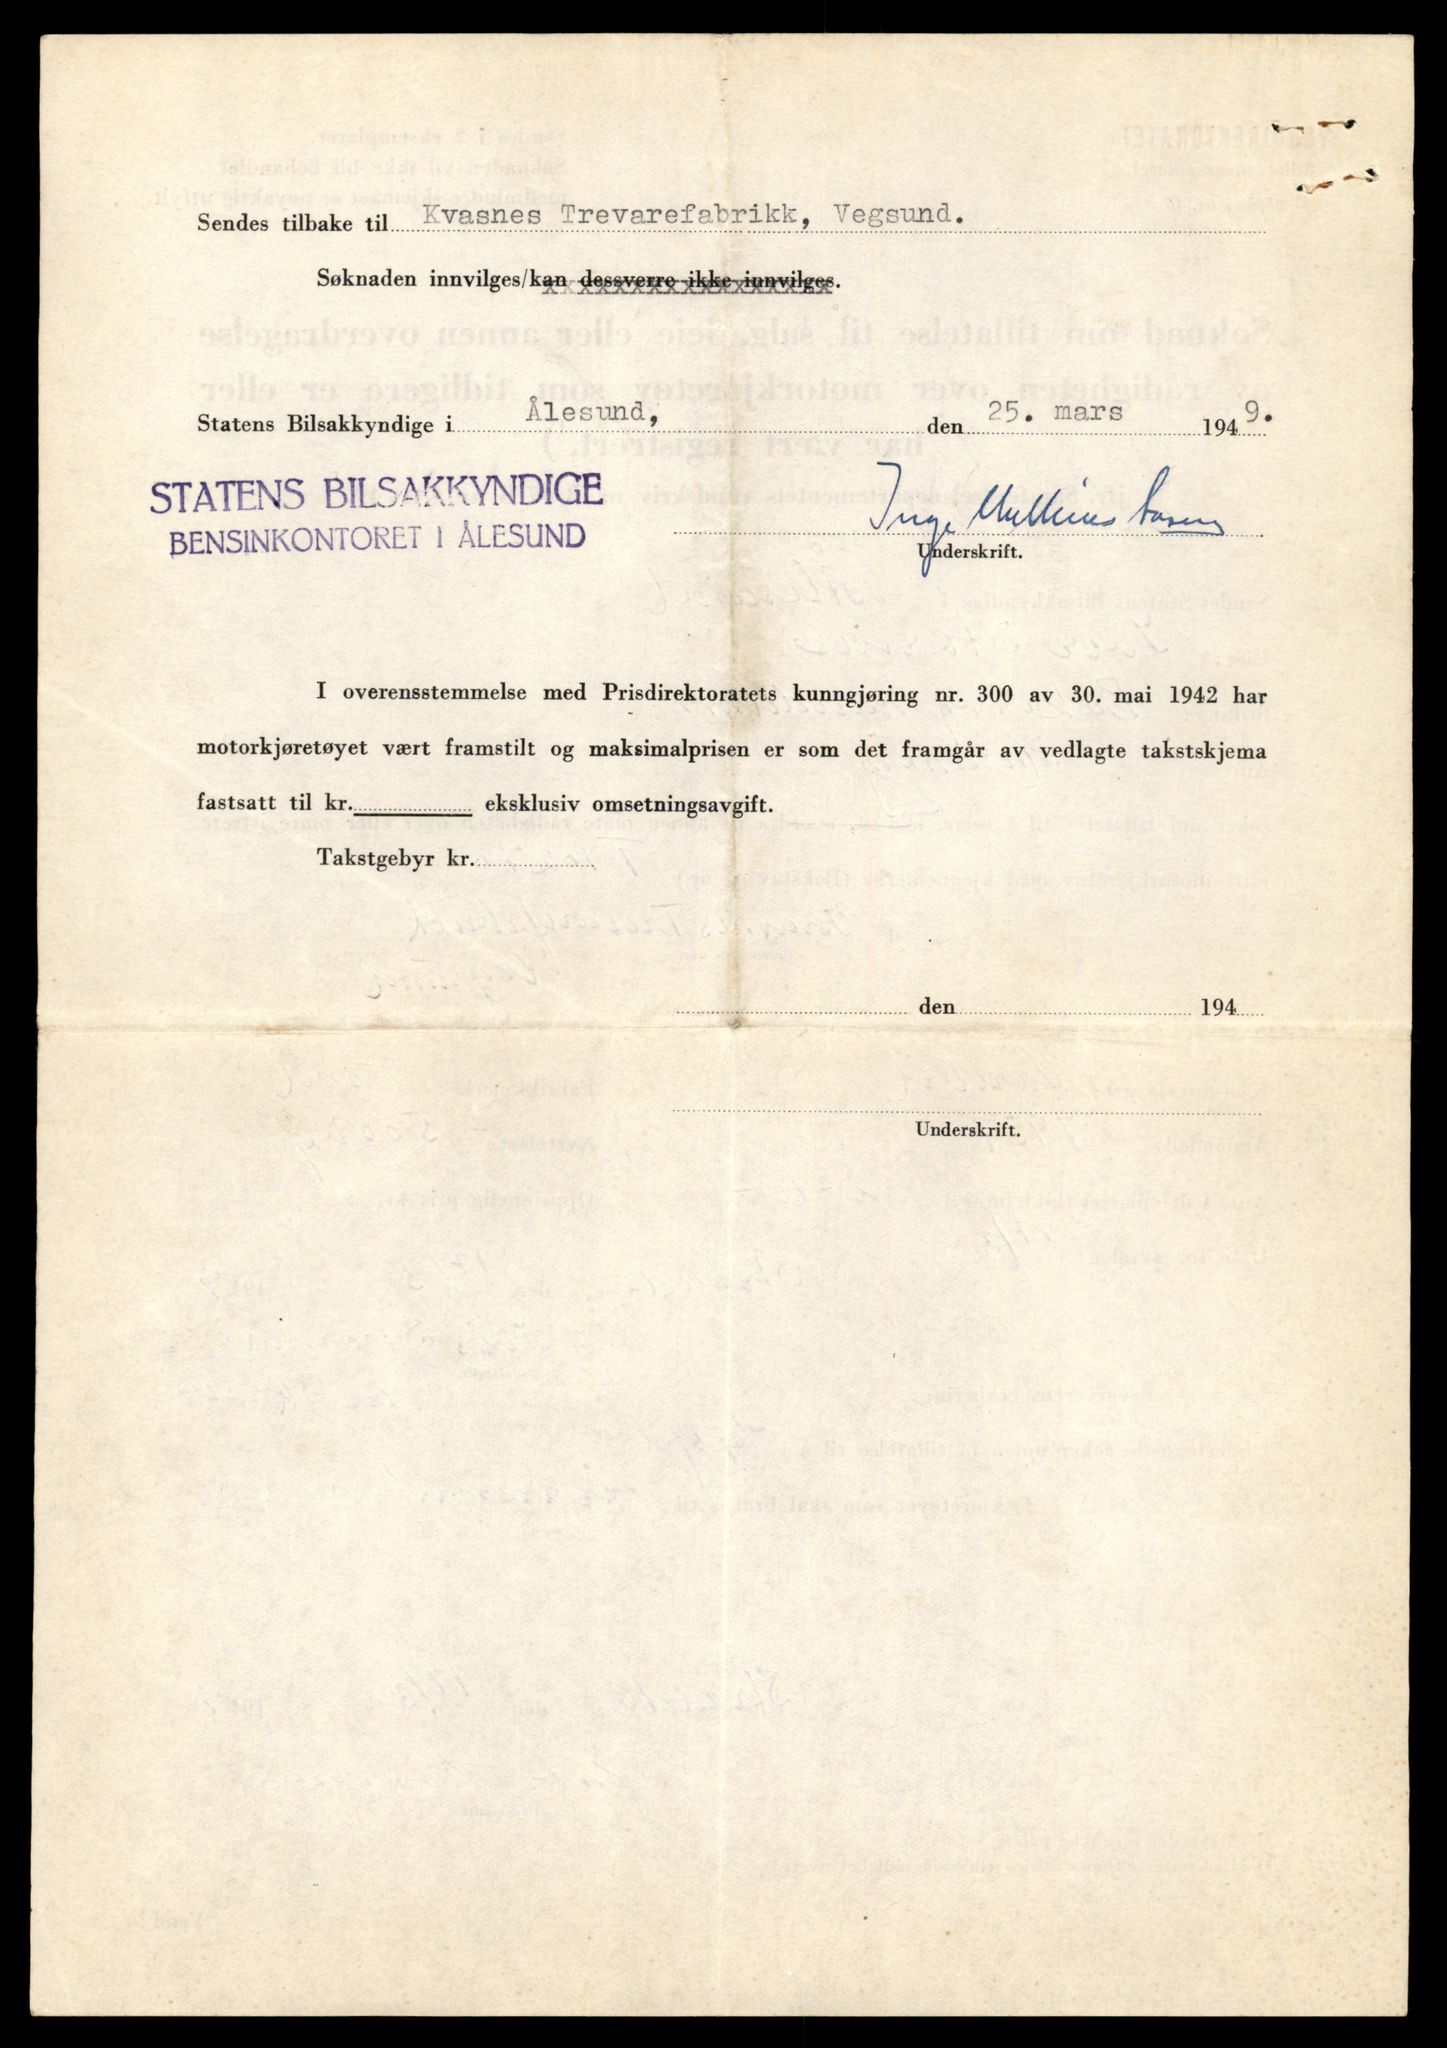 Sendes tilbake til Kvasnes Trevarefabrikk, Vegsund.
Søknaden innvilges/kan dessverre ikke innvilges.
Statens Bilsakkyndige i Ålesund, den 25. mars 1949.
STATENS BILSAKKYNDIGE
BENSINKONTORET I ÅLESUND
Inge
Underskrift.
I overensstemmelse med Prisdirektoratets kunngjøring nr. 300 av 30. mai 1942 har
motorkjøretøyet vært framstilt og maksimalprisen er som det framgår av vedlagte takstskjema
fastsatt til kr. eksklusiv omsetningsavgift.
Takstgebyr kr.
den 194
Underskrift.